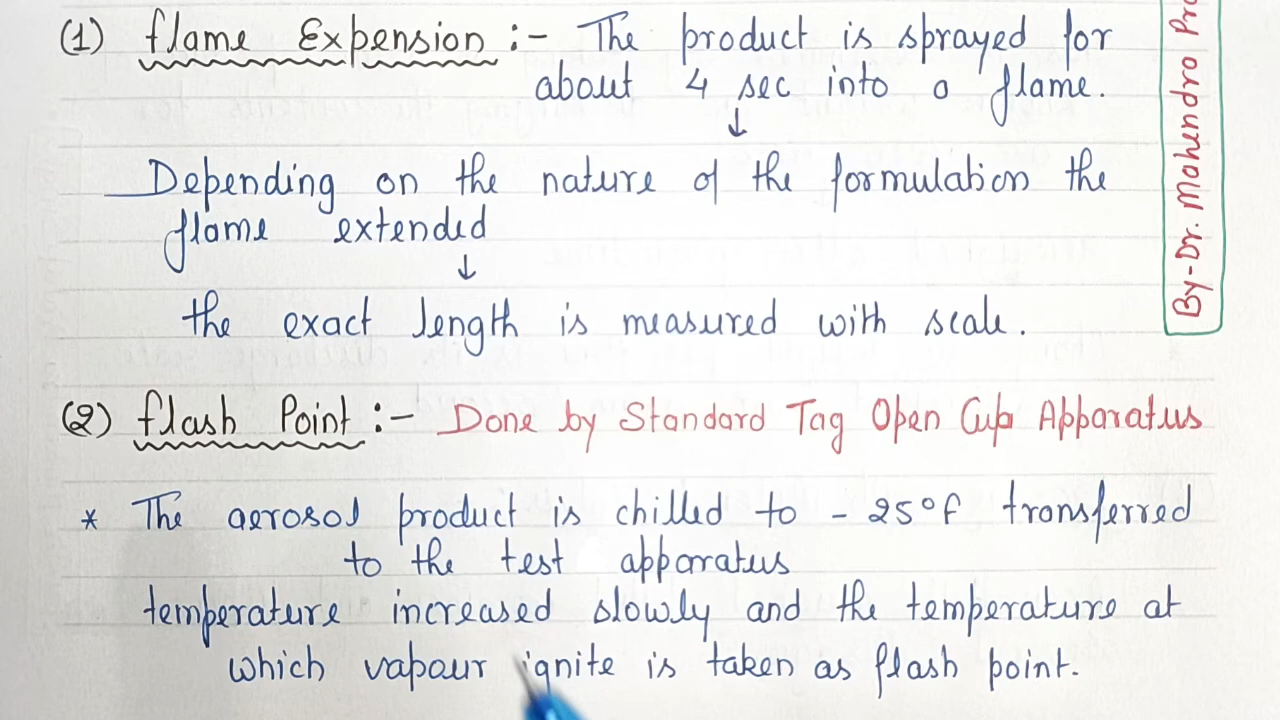 (1) flame Expension :- The product is sprayed for
about 4 sec into a flame.
↓
Depending on the nature of the formulation the
flame extended
↓
the exact length is measured with scale.
(2) flash Point :- Done by Standard Tag Open Cup Apparatus
* The aerosol product is chilled to - 25°f transferred
to the test apparatus
temperature increased slowly and the temperature at
which vapour ignite is taken as flash point.
By-Dr. Mahendra